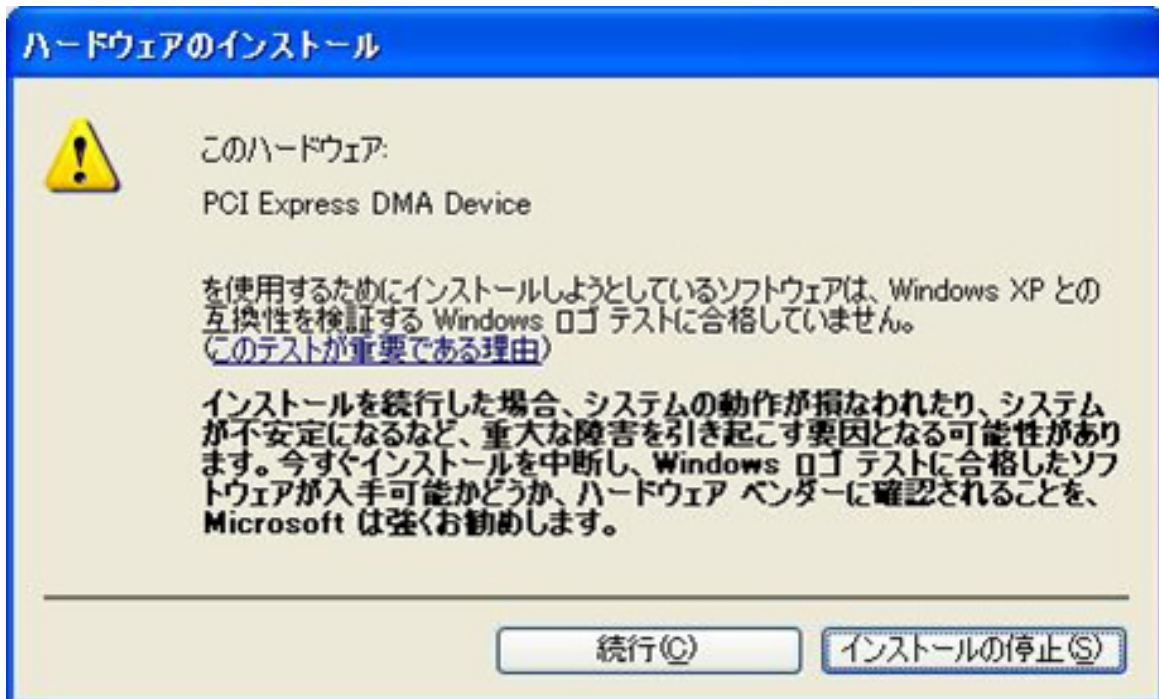 ハードウェアのインストール
このハードウェア:
PCI Express DMA Device
を使用するためにインストールしようとしているソフトウェアは、Windows XP との
互換性を検証する Windows ロゴ テストに合格していません。
(このテストが重要である理由)
インストールを続行した場合、システムの動作が損なわれたり、システム
が不安定になるなど、重大な障害を引き起こす要因となる可能性があり
ます。今すぐインストールを中断し、Windows ロゴ テストに合格したソフ
トウェアが入手可能かどうか、ハードウェア ベンダーに確認されることを、
Microsoft は強くお勧めします。
続行(C)
インストールの停止(S)